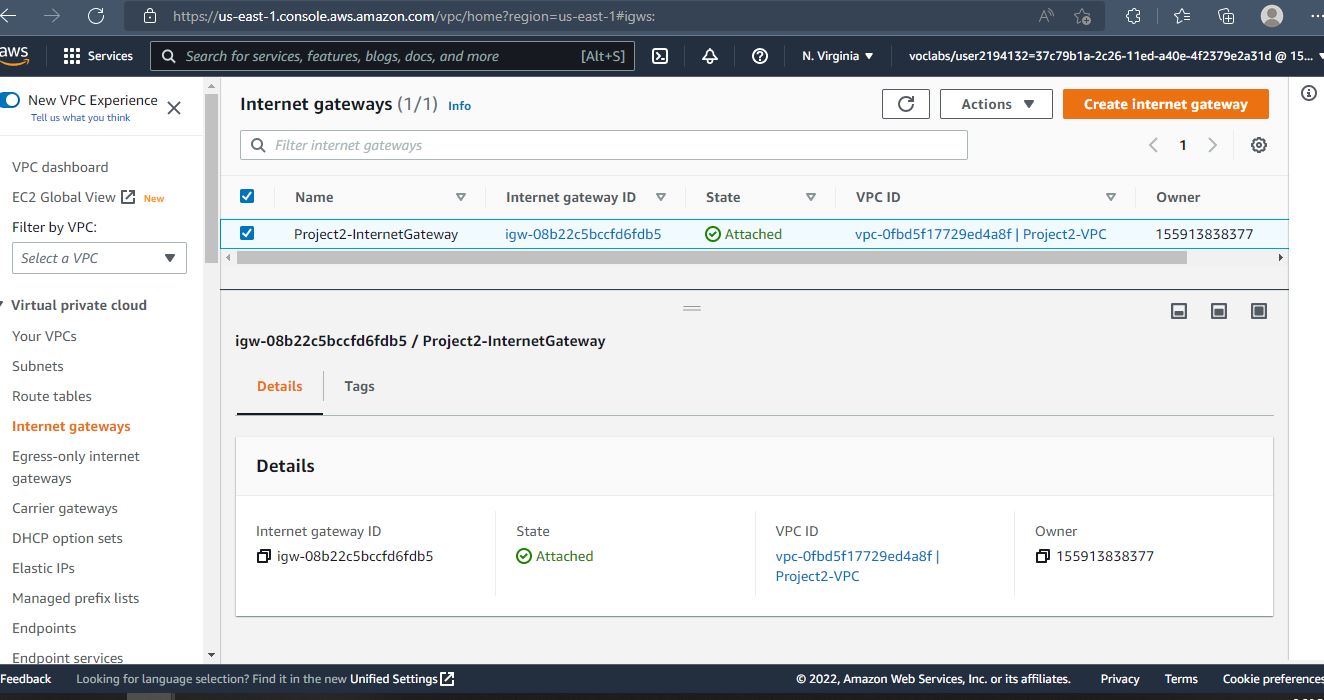 https://us-east-1.console.aws.amazon.com/vpc/home?region=us-east-1#igws:
aws
Services
Search for services, features, blogs, docs, and more [Alt+S]
N. Virginia
voclabs/user2194132=37c79b1a-2c26-11ed-a40e-4f2379e2a31d @ 15...
New VPC Experience
Tell us what you think
VPC dashboard
EC2 Global View New
Filter by VPC:
Select a VPC
Virtual private cloud
Your VPCs
Subnets
Route tables
Internet gateways
Egress-only internet
gateways
Carrier gateways
DHCP option sets
Elastic IPs
Managed prefix lists
Endpoints
Endpoint services
Internet gateways (1/1) Info
Actions
Create internet gateway
Filter internet gateways
1
Name Internet gateway ID State VPC ID Owner
Project2-InternetGateway igw-08b22c5bccfd6fdb5 Attached vpc-0fbd5f17729ed4a8f | Project2-VPC 155913838377
igw-08b22c5bccfd6fdb5 / Project2-InternetGateway
Details Tags
Details
Internet gateway ID
igw-08b22c5bccfd6fdb5
State
Attached
VPC ID
vpc-0fbd5f17729ed4a8f |
Project2-VPC
Owner
155913838377
Feedback Looking for language selection? Find it in the new Unified Settings © 2022, Amazon Web Services, Inc. or its affiliates. Privacy Terms Cookie preferences